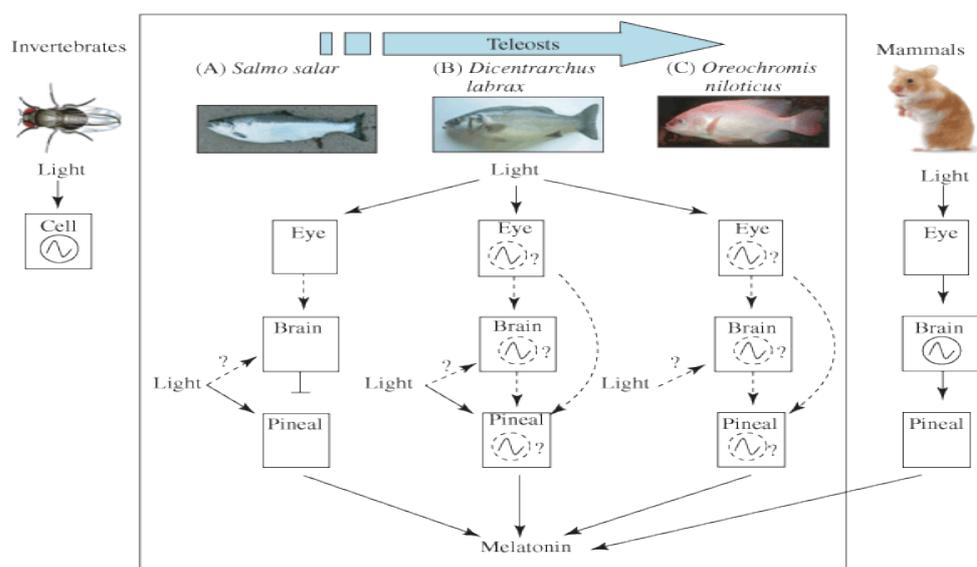 Invertebrates
Teleosts
Mammals
(A) Salmo salar
(B) Dicentrarchus
labrax
(C) Oreochromis
niloticus
Light
Light
Light
Cell
Eye
Eye
?
Eye
?
Eye
Brain
Brain
?
Brain
?
Brain
?
?
?
Light
Light
Light
Pineal
Pineal
?
Pineal
?
Pineal
Melatonin